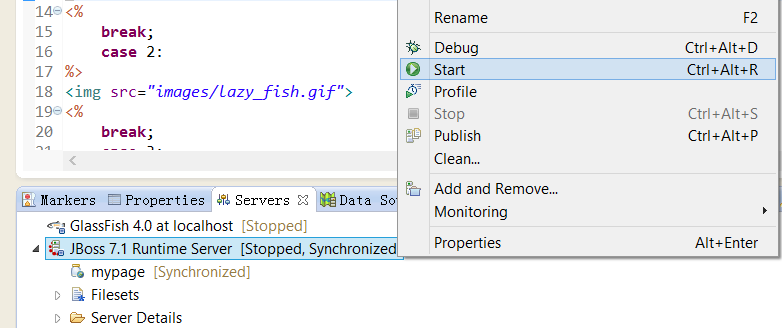 14 <%
15 break;
16 case 2:
17 %>
18 <img src="images/lazy_fish.gif">
19 <%
20 break;
Rename F2
Debug Ctrl+Alt+D
Start Ctrl+Alt+R
Profile
Stop Ctrl+Alt+S
Publish Ctrl+Alt+P
Clean...
Add and Remove...
Monitoring
Properties Alt+Enter
Markers Properties Servers Data So
GlassFish 4.0 at localhost [Stopped]
JBoss 7.1 Runtime Server [Stopped, Synchronized
mypage [Synchronized]
Filesets
Server Details